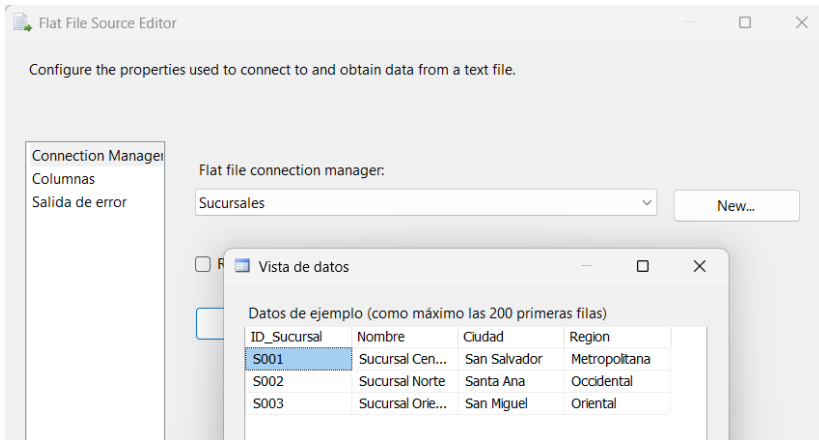 Flat File Source Editor
Configure the properties used to connect to and obtain data from a text file.
Connection Manager
Columnas
Salida de error
Flat file connection manager:
Sucursales
New...
Vista de datos
Datos de ejemplo (como máximo las 200 primeras filas)
ID_Sucursal Nombre Ciudad Region
S001 Sucursal Cen... San Salvador Metropolitana
S002 Sucursal Norte Santa Ana Occidental
S003 Sucursal Orie... San Miguel Oriental